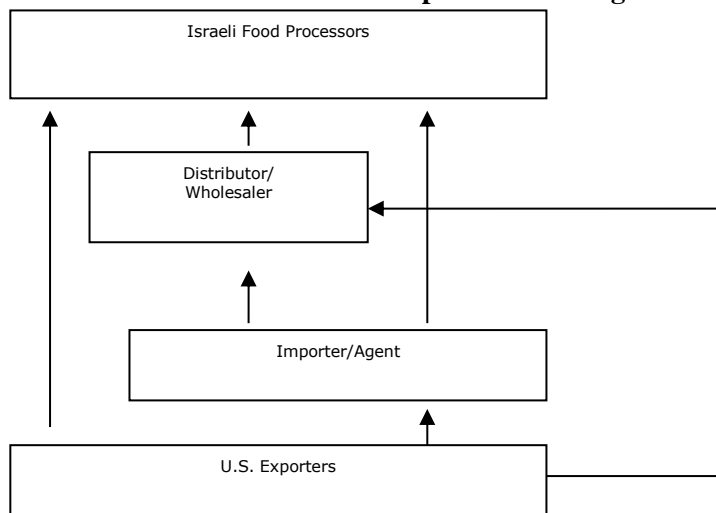 Israeli Food Processors
Distributor/
Wholesaler
Importer/Agent
U.S. Exporters